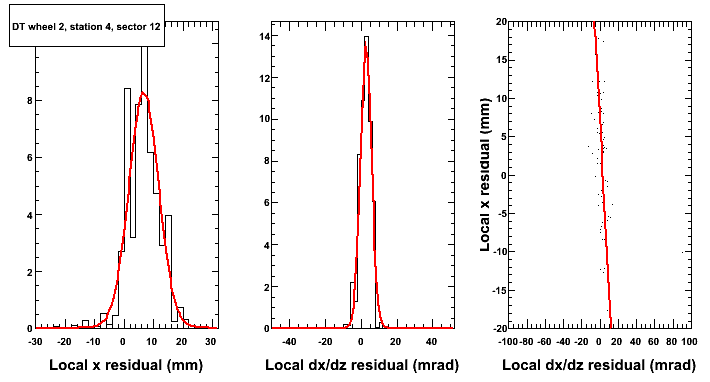 DT wheel 2, station 4, sector 12
8
6
4
2
0
-30 -20 -10 0 10 20 30
Local x residual (mm)
14
12
10
8
6
4
2
0
-40 -20 0 20 40
Local dx/dz residual (mrad)
Local x residual (mm)
20
15
10
5
0
-5
-10
-15
-20
-100 -80 -60 -40 -20 0 20 40 60 80 100
Local dx/dz residual (mrad)